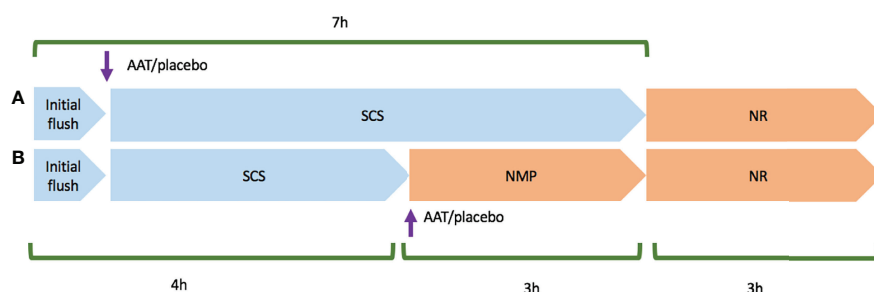 7h
AAT/placebo
A
Initial
flush
SCS
NR
B
Initial
flush
SCS
NMP
NR
AAT/placebo
4h
3h
3h